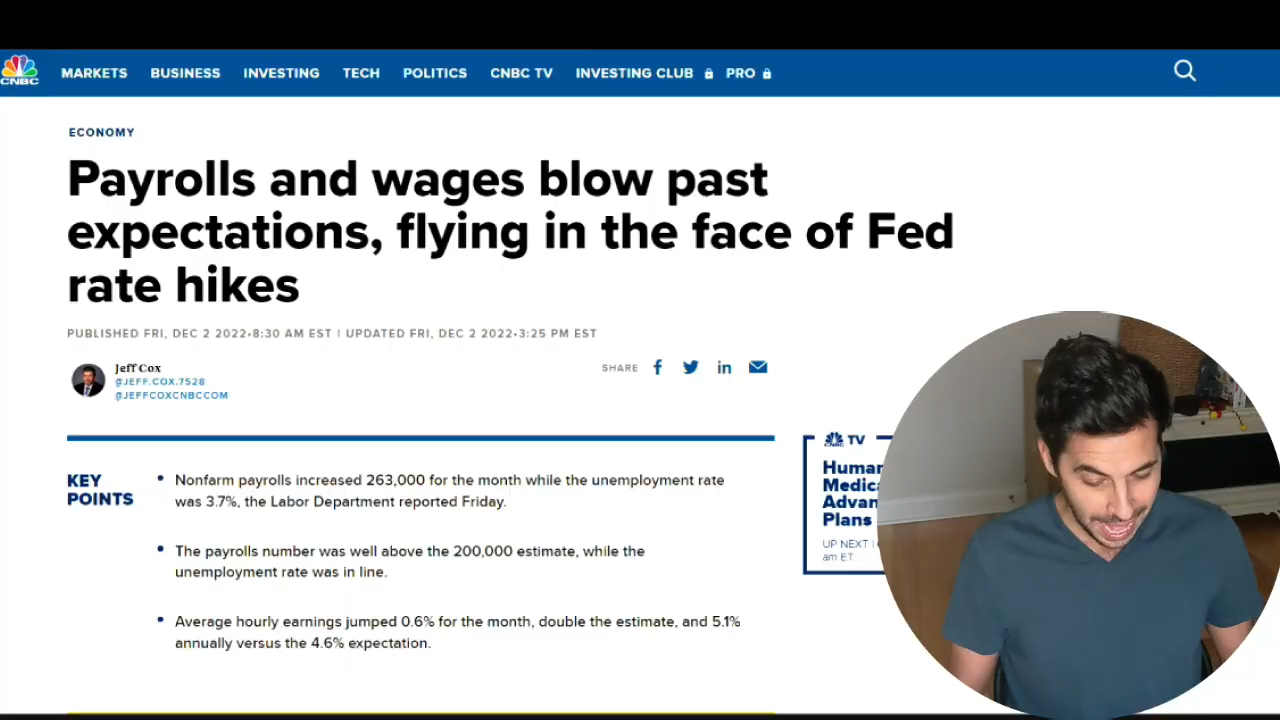 CNBC
MARKETS BUSINESS INVESTING TECH POLITICS CNBC TV INVESTING CLUB PRO
ECONOMY
Payrolls and wages blow past
expectations, flying in the face of Fed
rate hikes
PUBLISHED FRI, DEC 2 2022•8:30 AM EST | UPDATED FRI, DEC 2 2022•3:25 PM EST
Jeff Cox
@JEFF.COX.7528
@JEFFCOXCNBCCOM
SHARE
KEY
POINTS
• Nonfarm payrolls increased 263,000 for the month while the unemployment rate
was 3.7%, the Labor Department reported Friday.
• The payrolls number was well above the 200,000 estimate, while the
unemployment rate was in line.
• Average hourly earnings jumped 0.6% for the month, double the estimate, and 5.1%
annually versus the 4.6% expectation.
CNBC TV
Human
Medica
Advan
Plans
UP NEXT |
am ET